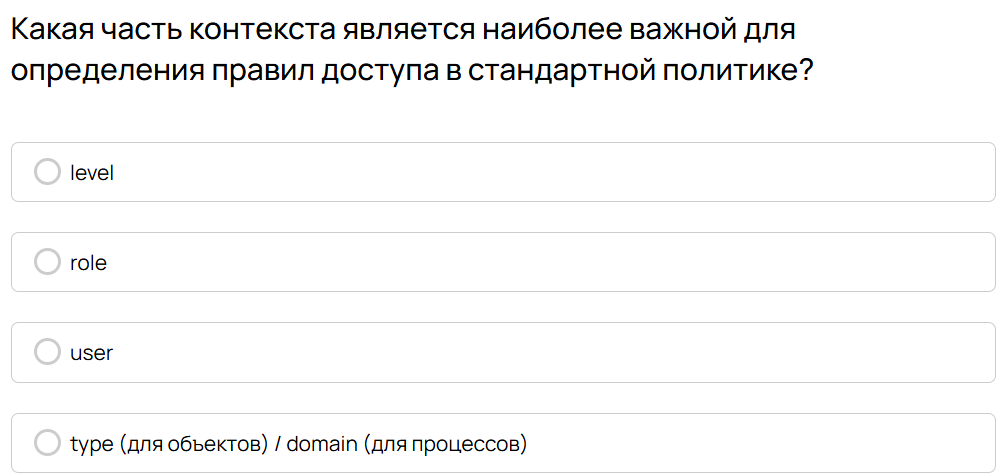 Какая часть контекста является наиболее важной для
определения правил доступа в стандартной политике?
level
role
user
type (для объектов) / domain (для процессов)